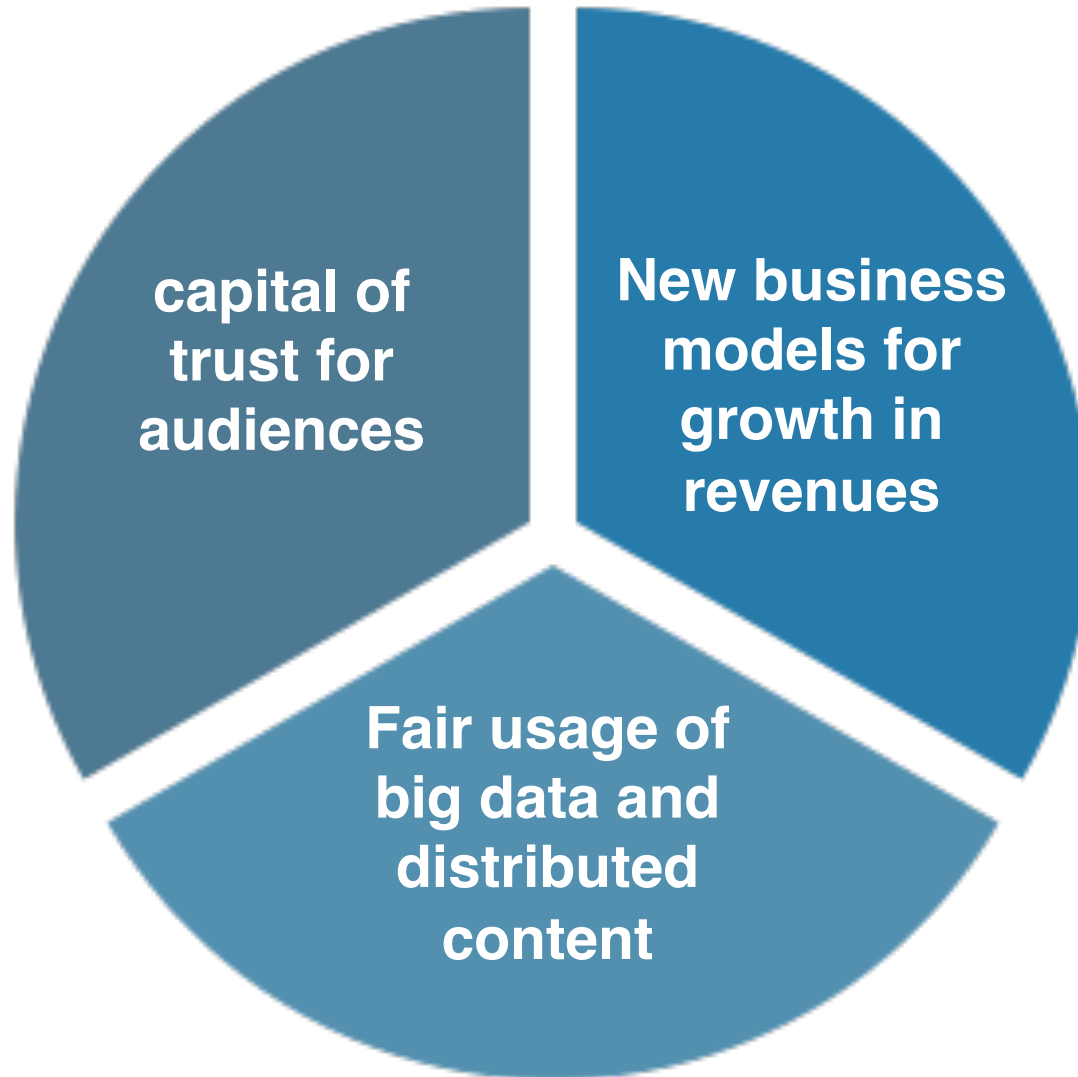 capital of
trust for
audiences
New business
models for
growth in
revenues
Fair usage of
big data and
distributed
content